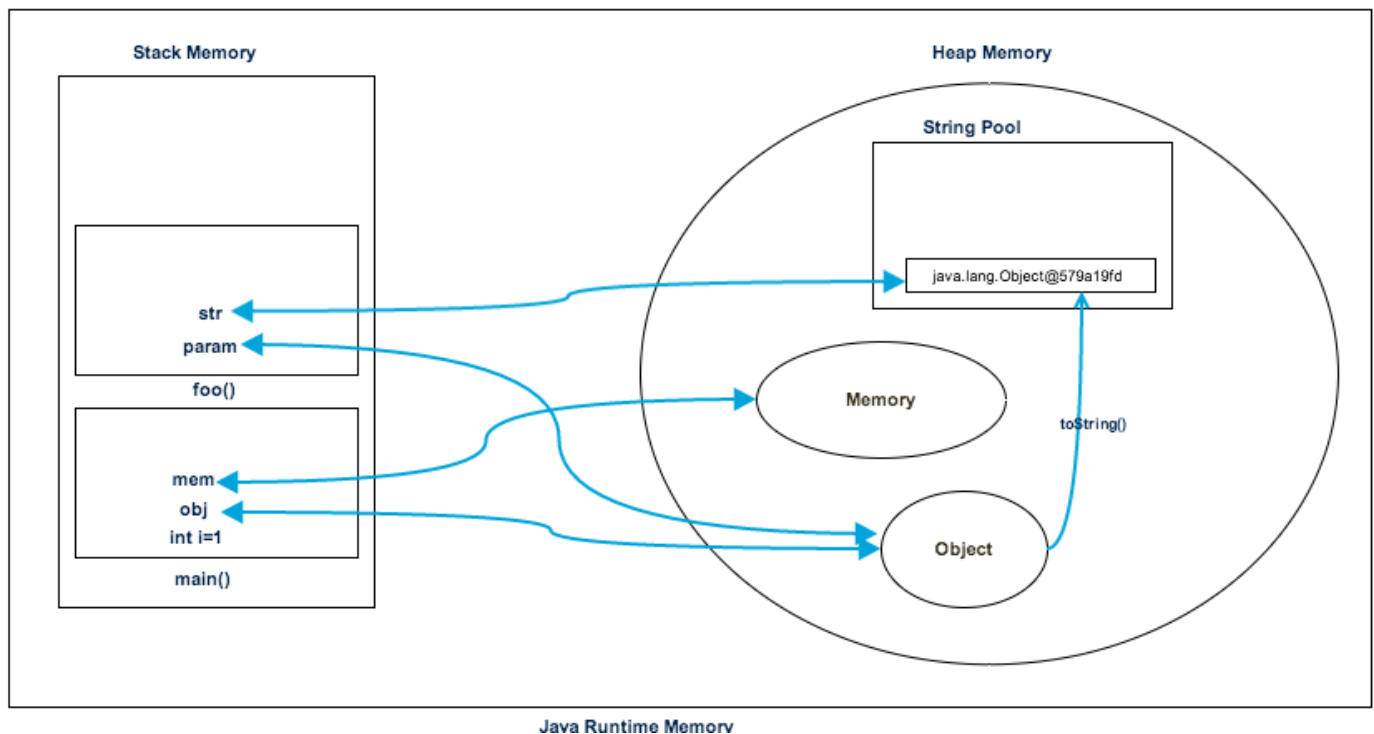 Stack Memory
Heap Memory
String Pool
java.lang.Object@579a19fd
str
param
foo()
Memory
toString()
mem
obj
int i=1
Object
main()
Java Runtime Memory